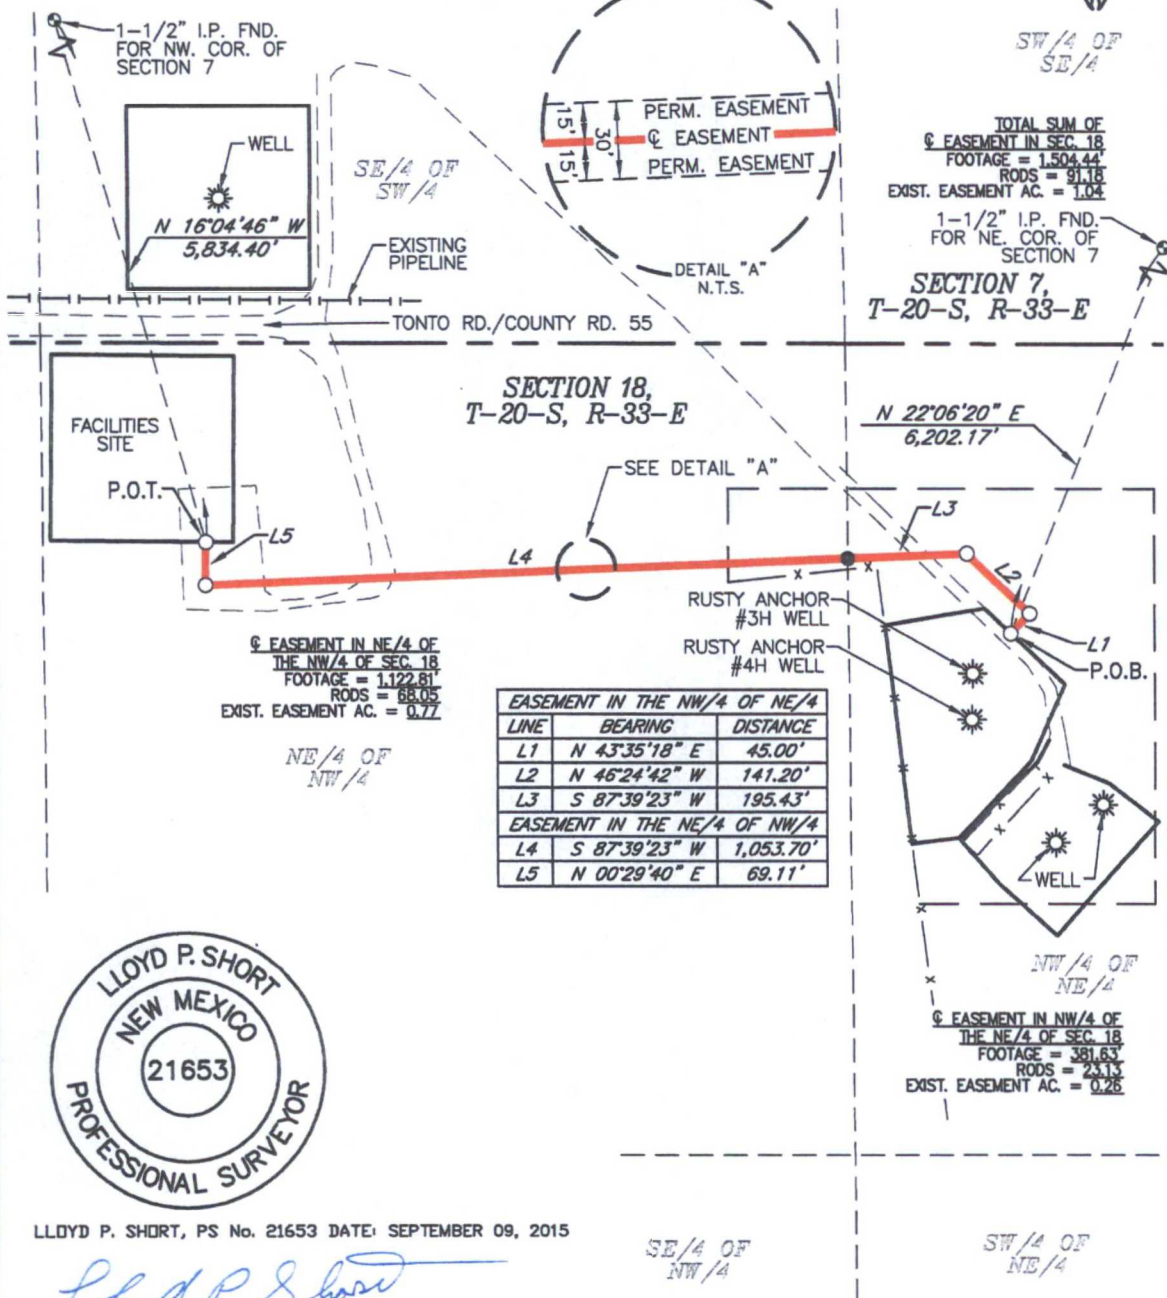 1-1/2" I.P. FND.
FOR NW. COR. OF
SECTION 7
WELL
N 16°04'46" W
5,834.40'
SE/4 OF
SW/4
EXISTING
PIPELINE
TONTO RD./COUNTY RD. 55
15'
30'
15'
PERM. EASEMENT
℄ EASEMENT
PERM. EASEMENT
DETAIL "A"
N.T.S.
SW/4 OF
SE/4
TOTAL SUM OF
℄ EASEMENT IN SEC. 18
FOOTAGE = 1,504.44'
RODS = 91.18
EXIST. EASEMENT AC. = 1.04
1-1/2" I.P. FND.
FOR NE. COR. OF
SECTION 7
SECTION 7,
T-20-S, R-33-E
SECTION 18,
T-20-S, R-33-E
N 22°06'20" E
6,202.17'
FACILITIES
SITE
P.O.T.
L5
SEE DETAIL "A"
L4
L3
L2
L1
P.O.B.
RUSTY ANCHOR
#3H WELL
RUSTY ANCHOR
#4H WELL
℄ EASEMENT IN NE/4 OF
THE NW/4 OF SEC. 18
FOOTAGE = 1,122.81'
RODS = 68.05
EXIST. EASEMENT AC. = 0.77
NE/4 OF
NW/4
EASEMENT IN THE NW/4 OF NE/4
LINE BEARING DISTANCE
L1 N 43°35'18" E 45.00'
L2 N 46°24'42" W 141.20'
L3 S 87°39'23" W 195.43'
EASEMENT IN THE NE/4 OF NW/4
L4 S 87°39'23" W 1,053.70'
L5 N 00°29'40" E 69.11'
WELL
NW/4 OF
NE/4
℄ EASEMENT IN NW/4 OF
THE NE/4 OF SEC. 18
FOOTAGE = 381.63'
RODS = 23.13
EXIST. EASEMENT AC. = 0.26
LLOYD P. SHORT
NEW MEXICO
21653
PROFESSIONAL SURVEYOR
LLOYD P. SHORT, PS No. 21653 DATE: SEPTEMBER 09, 2015
Lloyd P Short
SE/4 OF
NW/4
SW/4 OF
NE/4